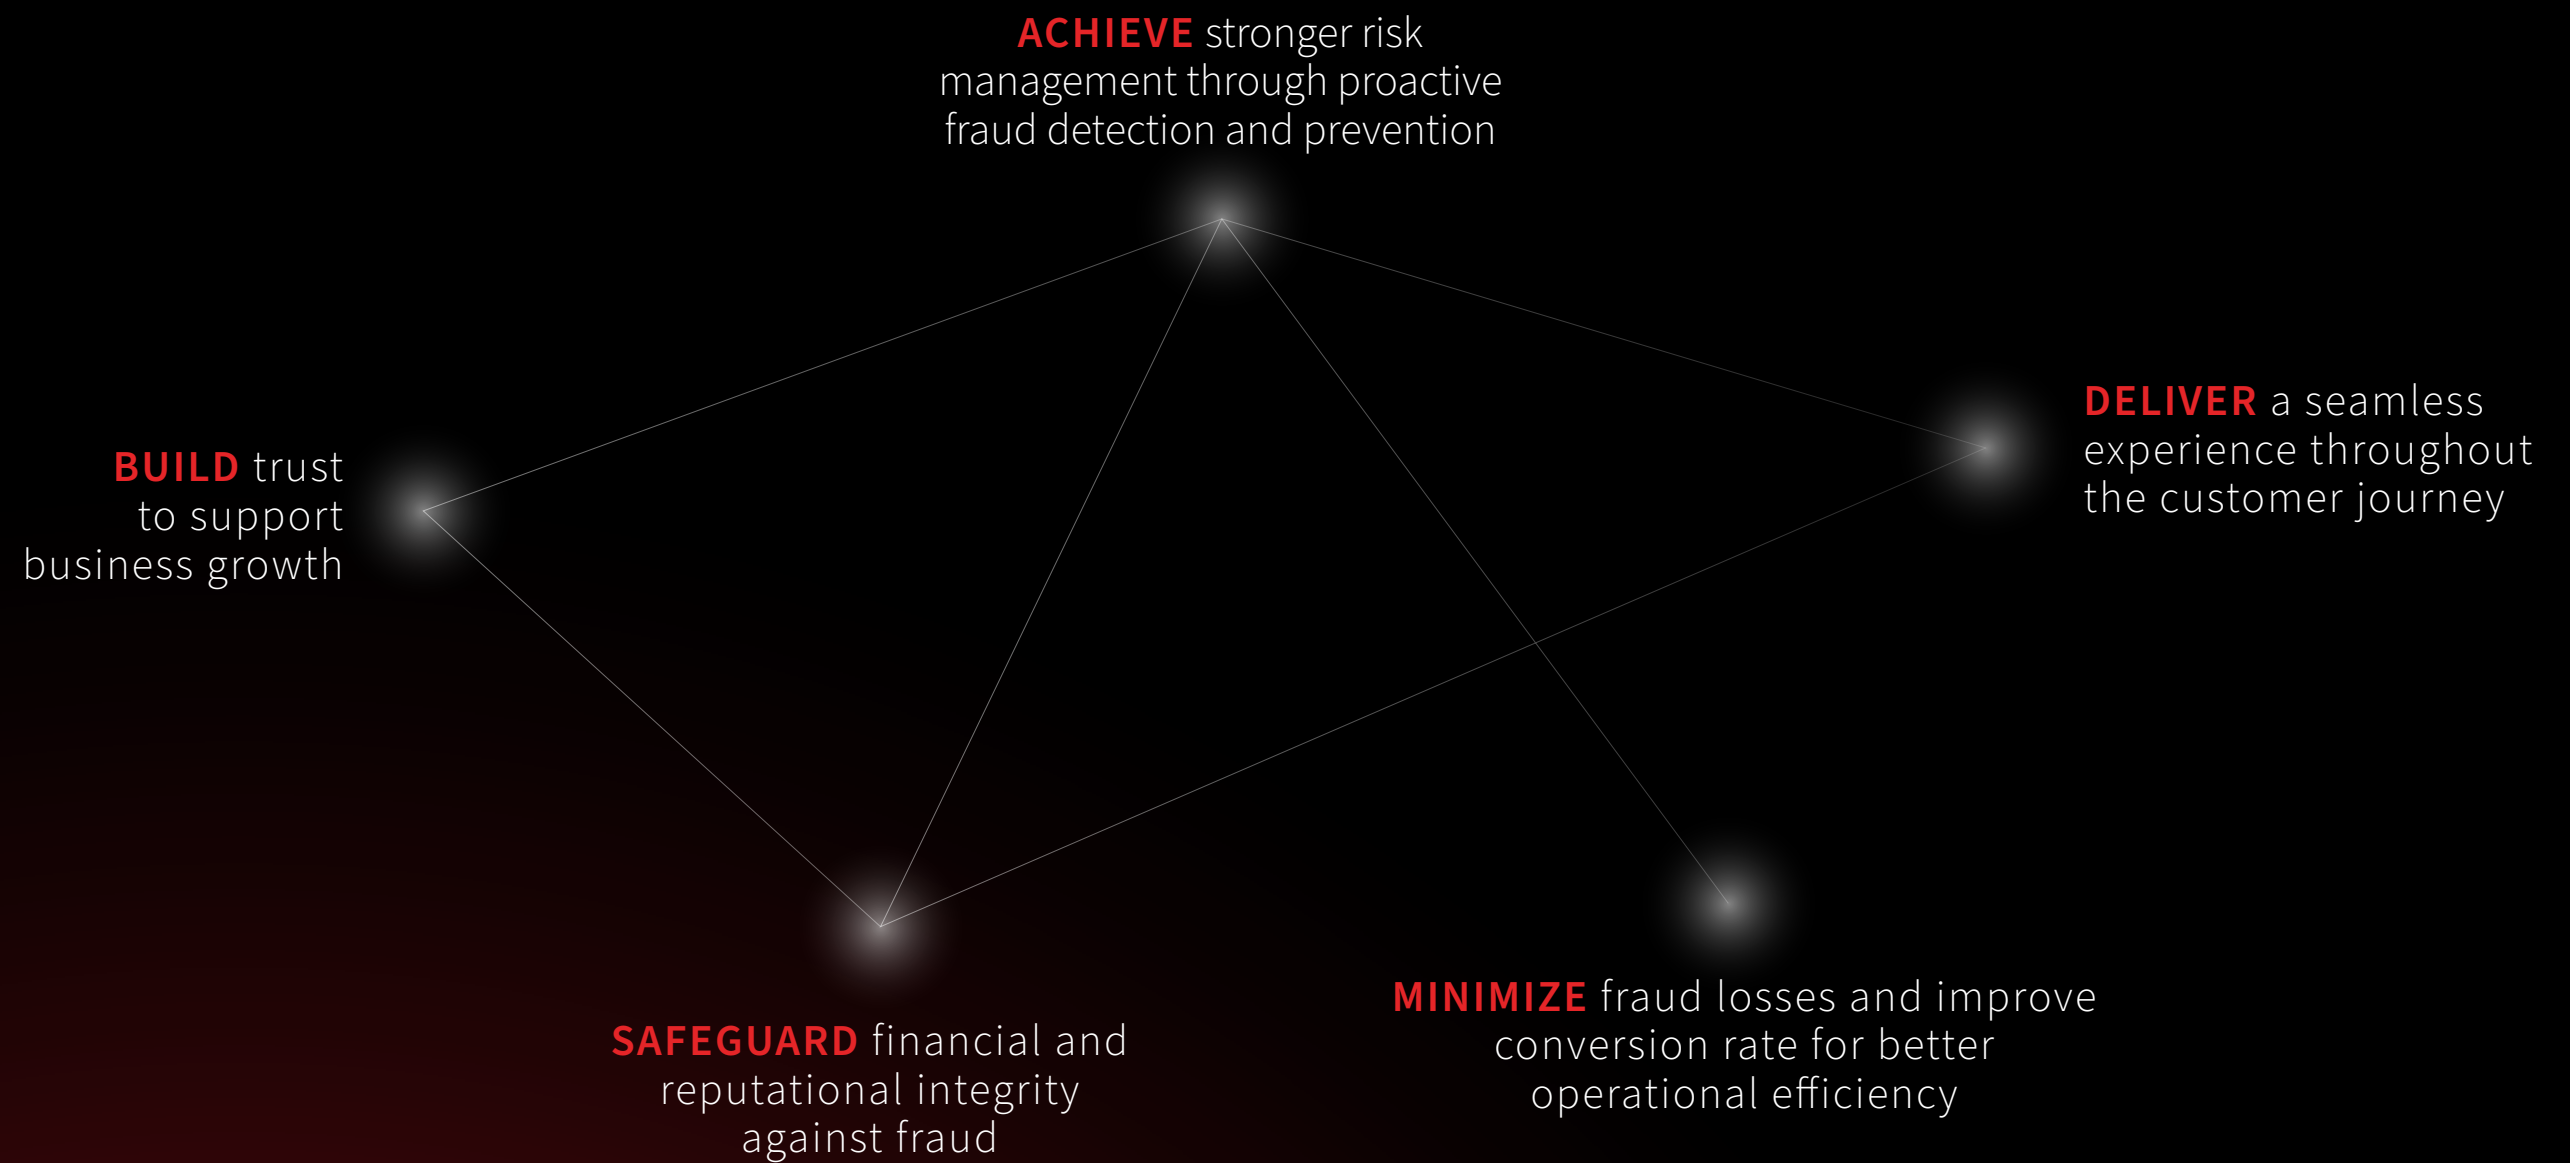 ACHIEVE stronger risk
management through proactive
fraud detection and prevention
DELIVER a seamless
experience throughout
the customer journey
BUILD trust
to support
business growth
MINIMIZE fraud losses and improve
conversion rate for better
operational efficiency
SAFEGUARD financial and
reputational integrity
against fraud